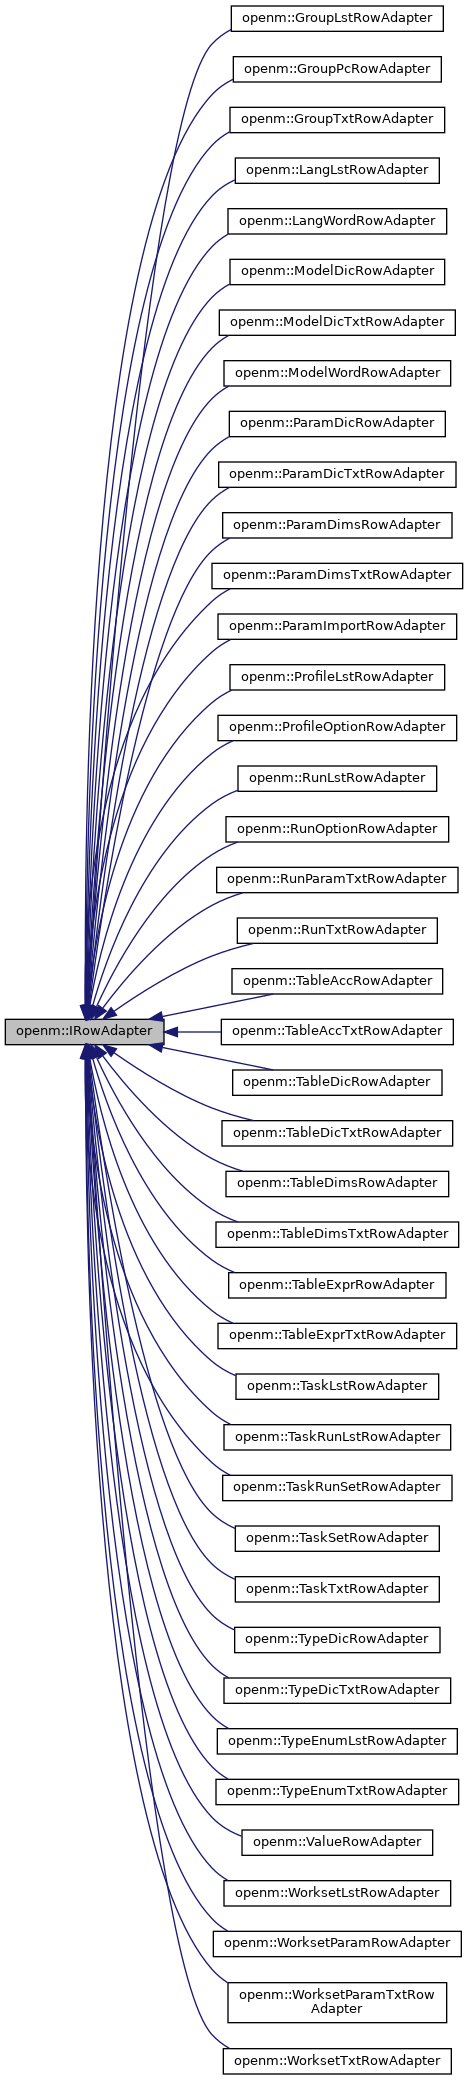 openm::GroupLstRowAdapter
openm::GroupPcRowAdapter
openm::GroupTxtRowAdapter
openm::LangLstRowAdapter
openm::LangWordRowAdapter
openm::ModelDicRowAdapter
openm::ModelDicTxtRowAdapter
openm::ModelWordRowAdapter
openm::ParamDicRowAdapter
openm::ParamDicTxtRowAdapter
openm::ParamDimsRowAdapter
openm::ParamDimsTxtRowAdapter
openm::ParamImportRowAdapter
openm::ProfileLstRowAdapter
openm::ProfileOptionRowAdapter
openm::RunLstRowAdapter
openm::RunOptionRowAdapter
openm::RunParamTxtRowAdapter
openm::RunTxtRowAdapter
openm::TableAccRowAdapter
openm::IRowAdapter
openm::TableAccTxtRowAdapter
openm::TableDicRowAdapter
openm::TableDicTxtRowAdapter
openm::TableDimsRowAdapter
openm::TableDimsTxtRowAdapter
openm::TableExprRowAdapter
openm::TableExprTxtRowAdapter
openm::TaskLstRowAdapter
openm::TaskRunLstRowAdapter
openm::TaskRunSetRowAdapter
openm::TaskSetRowAdapter
openm::TaskTxtRowAdapter
openm::TypeDicRowAdapter
openm::TypeDicTxtRowAdapter
openm::TypeEnumLstRowAdapter
openm::TypeEnumTxtRowAdapter
openm::ValueRowAdapter
openm::WorksetLstRowAdapter
openm::WorksetParamRowAdapter
openm::WorksetParamTxtRow
Adapter
openm::WorksetTxtRowAdapter